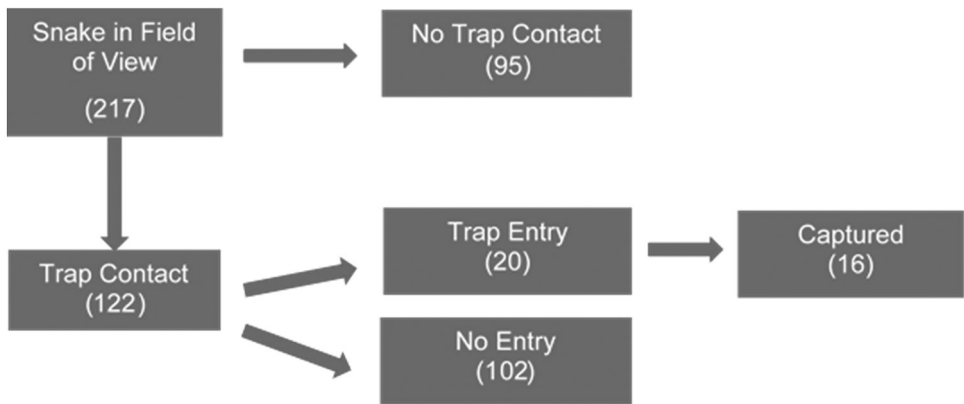 Snake in Field
of View
(217)
No Trap Contact
(95)
Trap Contact
(122)
Trap Entry
(20)
Captured
(16)
No Entry
(102)